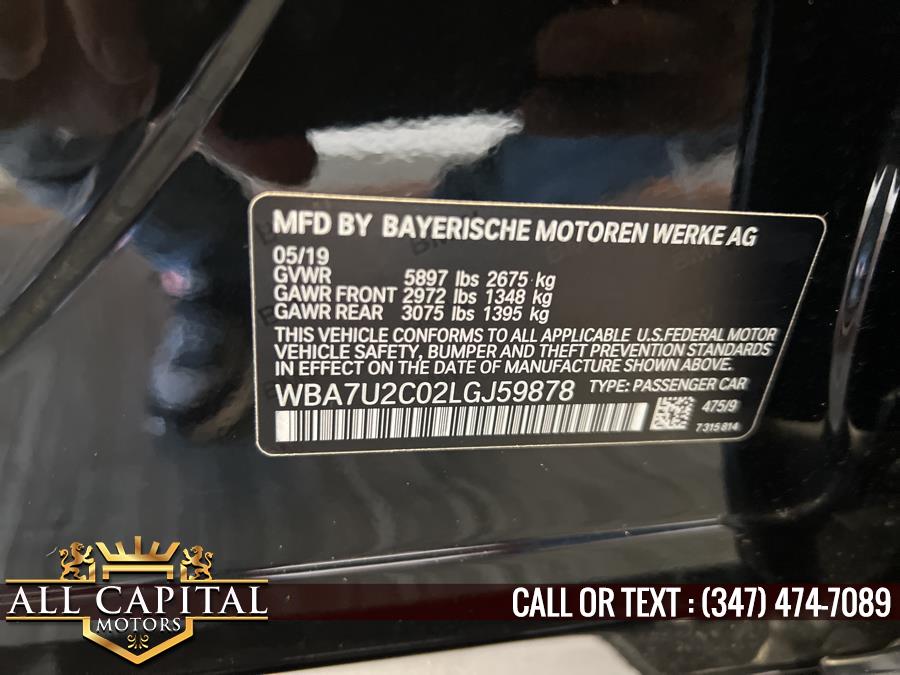 MFD BY BAYERISCHE MOTOREN WERKE AG
05/19
GVWR 5897 lbs 2675 kg
GAWR FRONT 2972 lbs 1348 kg
GAWR REAR 3075 lbs 1395 kg
THIS VEHICLE CONFORMS TO ALL APPLICABLE U.S.FEDERAL MOTOR
VEHICLE SAFETY, BUMPER AND THEFT PREVENTION STANDARDS
IN EFFECT ON THE DATE OF MANUFACTURE SHOWN ABOVE.
WBA7U2C02LGJ59878 TYPE: PASSENGER CAR
475/9
7 315 814
ALL CAPITAL
MOTORS
CALL OR TEXT : (347) 474-7089